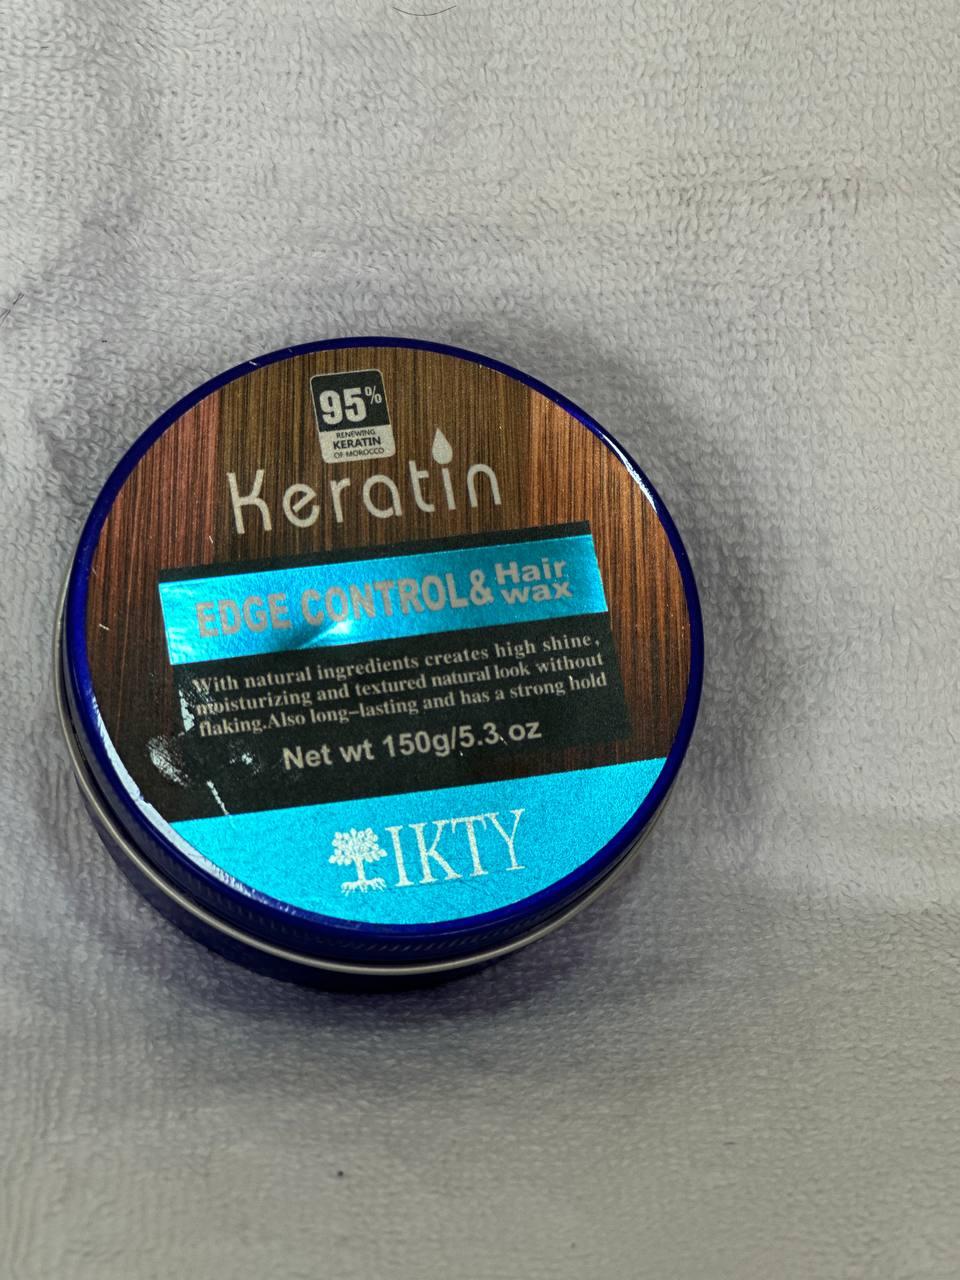 95%
RENEWING
KERATIN
OF MOROCCO
Keratin
EDGE CONTROL & Hair wax
With natural ingredients creates high shine,
moisturizing and textured natural look without
flaking.Also long-lasting and has a strong hold
Net wt 150g/5.3 oz
IKTY